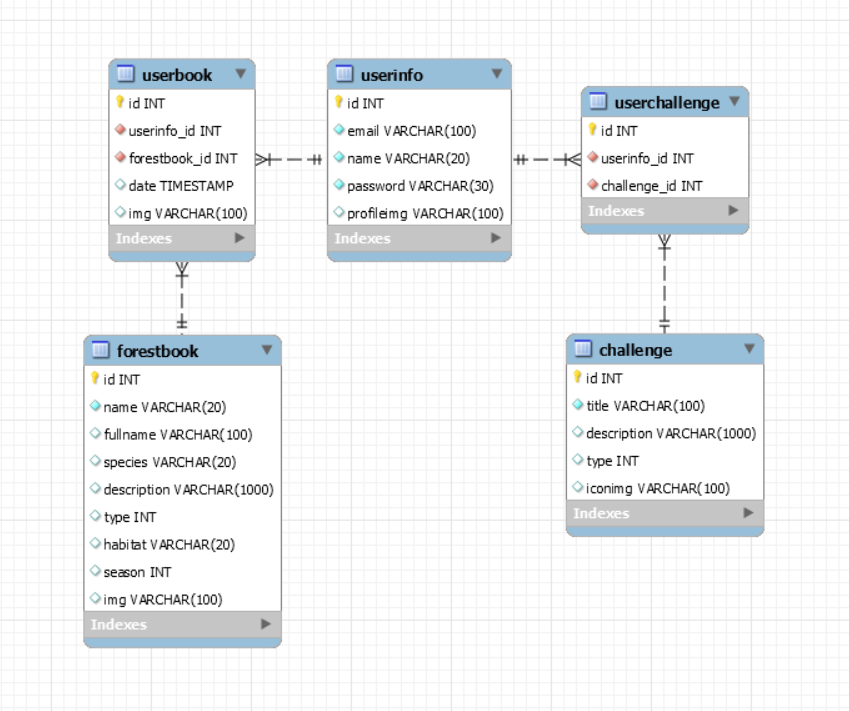 userbook
id INT
userinfo_id INT
forestbook_id INT
date TIMESTAMP
img VARCHAR(100)
Indexes
userinfo
id INT
email VARCHAR(100)
name VARCHAR(20)
password VARCHAR(30)
profileimg VARCHAR(100)
Indexes
userchallenge
id INT
userinfo_id INT
challenge_id INT
Indexes
forestbook
id INT
name VARCHAR(20)
fullname VARCHAR(100)
species VARCHAR(20)
description VARCHAR(1000)
type INT
habitat VARCHAR(20)
season INT
img VARCHAR(100)
Indexes
challenge
id INT
title VARCHAR(100)
description VARCHAR(1000)
type INT
iconimg VARCHAR(100)
Indexes